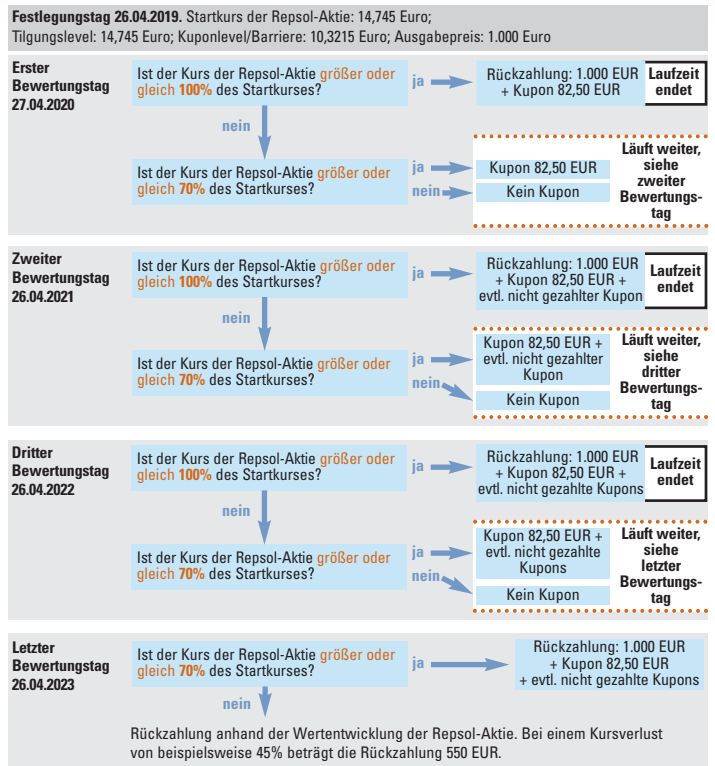 Festlegungstag 26.04.2019. Startkurs der Repsol-Aktie: 14,745 Euro;
Tilgungslevel: 14,745 Euro; Kuponlevel/Barriere: 10,3215 Euro; Ausgabepreis: 1.000 Euro
Erster
Bewertungstag
27.04.2020
Ist der Kurs der Repsol-Aktie größer oder
gleich 100% des Startkurses?
ja
Rückzahlung: 1.000 EUR
+ Kupon 82,50 EUR
Laufzeit
endet
nein
Ist der Kurs der Repsol-Aktie größer oder
gleich 70% des Startkurses?
ja
nein
Kupon 82,50 EUR
Kein Kupon
Läuft weiter,
siehe
zweiter
Bewertungs-
tag
Zweiter
Bewertungstag
26.04.2021
Ist der Kurs der Repsol-Aktie größer oder
gleich 100% des Startkurses?
ja
Rückzahlung: 1.000 EUR
+ Kupon 82,50 EUR +
evtl. nicht gezahlter Kupon
Laufzeit
endet
nein
Ist der Kurs der Repsol-Aktie größer oder
gleich 70% des Startkurses?
ja
nein
Kupon 82,50 EUR +
evtl. nicht gezahlter
Kupon
Kein Kupon
Läuft weiter,
siehe
dritter
Bewertungs-
tag
Dritter
Bewertungstag
26.04.2022
Ist der Kurs der Repsol-Aktie größer oder
gleich 100% des Startkurses?
ja
Rückzahlung: 1.000 EUR
+ Kupon 82,50 EUR +
evtl. nicht gezahlte Kupons
Laufzeit
endet
nein
Ist der Kurs der Repsol-Aktie größer oder
gleich 70% des Startkurses?
ja
nein
Kupon 82,50 EUR +
evtl. nicht gezahlte
Kupons
Kein Kupon
Läuft weiter,
siehe
letzter
Bewertungs-
tag
Letzter
Bewertungstag
26.04.2023
Ist der Kurs der Repsol-Aktie größer oder
gleich 70% des Startkurses?
ja
Rückzahlung: 1.000 EUR
+ Kupon 82,50 EUR
+ evtl. nicht gezahlte Kupons
nein
Rückzahlung anhand der Wertentwicklung der Repsol-Aktie. Bei einem Kursverlust
von beispielsweise 45% beträgt die Rückzahlung 550 EUR.